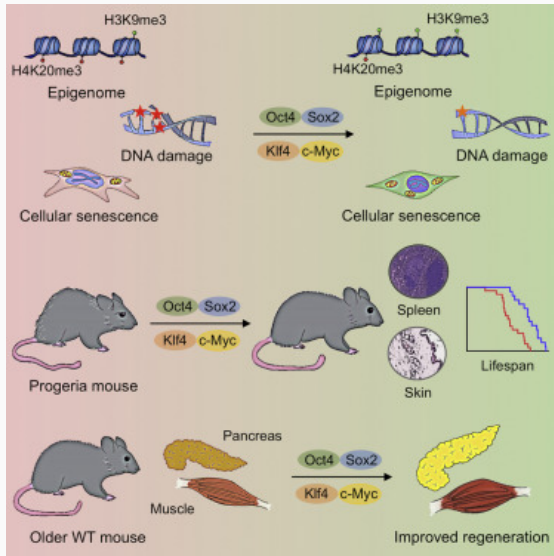 H3K9me3
H4K20me3
Epigenome
DNA damage
Cellular senescence
Oct4 Sox2
Klf4 c-Myc
H3K9me3
H4K20me3
Epigenome
DNA damage
Cellular senescence
Progeria mouse
Oct4 Sox2
Klf4 c-Myc
Spleen
Skin
Lifespan
Older WT mouse
Pancreas
Muscle
Oct4 Sox2
Klf4 c-Myc
Improved regeneration